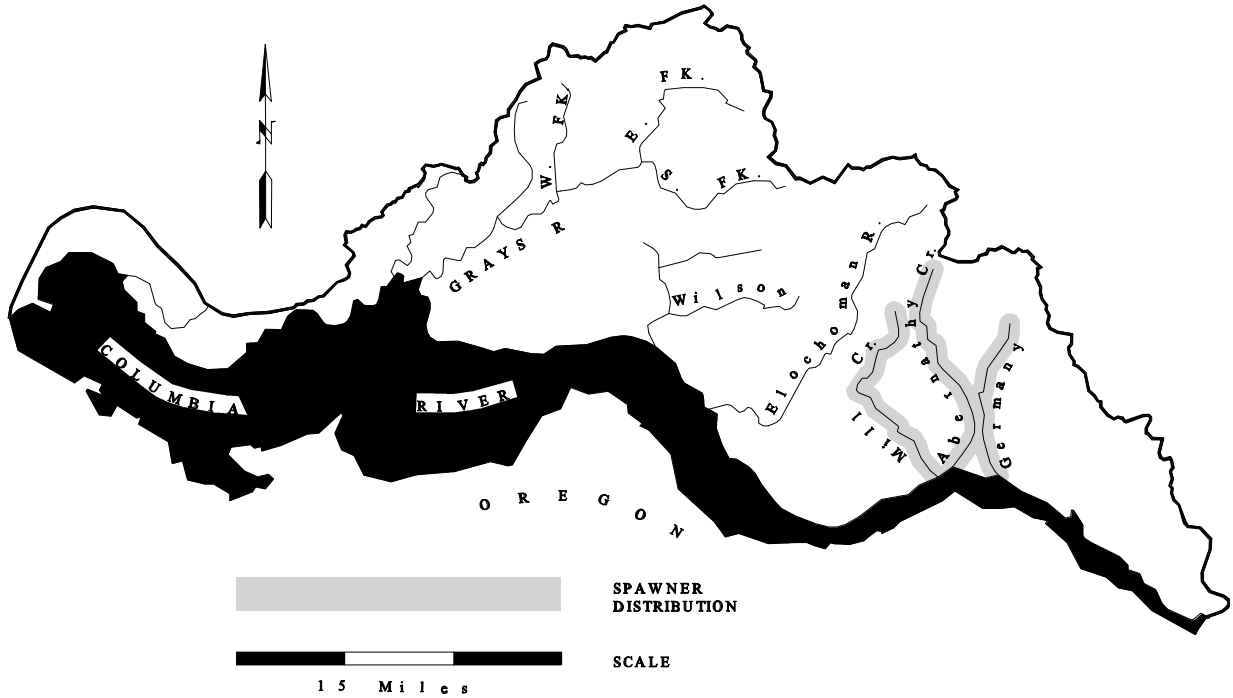 FK.
W. FK
E.
N
S. FK.
GRAYS R
Wilson
Elochoman R.
Mill Cr.
Abernathy Cr.
Germany
COLUMBIA
RIVER
OREGON
SPAWNER
DISTRIBUTION
SCALE
15 Miles